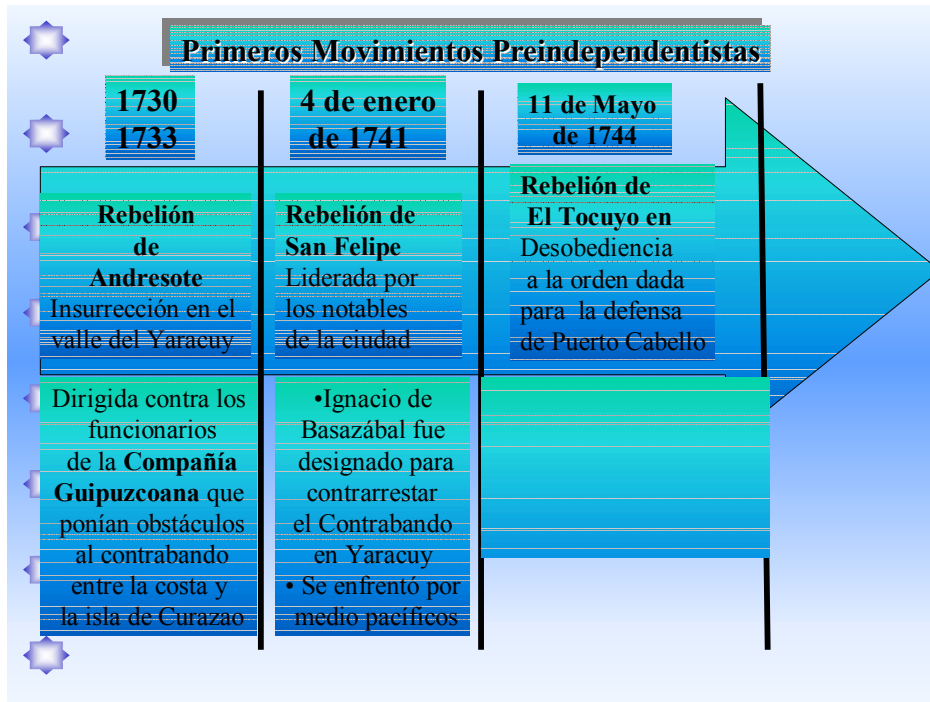 Primeros Movimientos Preindependentistas
1730
1733
4 de enero
de 1741
11 de Mayo
de 1744
Rebelión
de
Andresote
Insurrección en el
valle del Yaracuy
Rebelión de
San Felipe
Liderada por
los notables
de la ciudad
Rebelión de
El Tocuyo en
Desobediencia
a la orden dada
para la defensa
de Puerto Cabello
Dirigida contra los
funcionarios
de la Compañía
Guipuzcoana que
ponían obstáculos
al contrabando
entre la costa y
la isla de Curazao
•Ignacio de
Basazábal fue
designado para
contrarrestar
el Contrabando
en Yaracuy
• Se enfrentó por
medio pacíficos